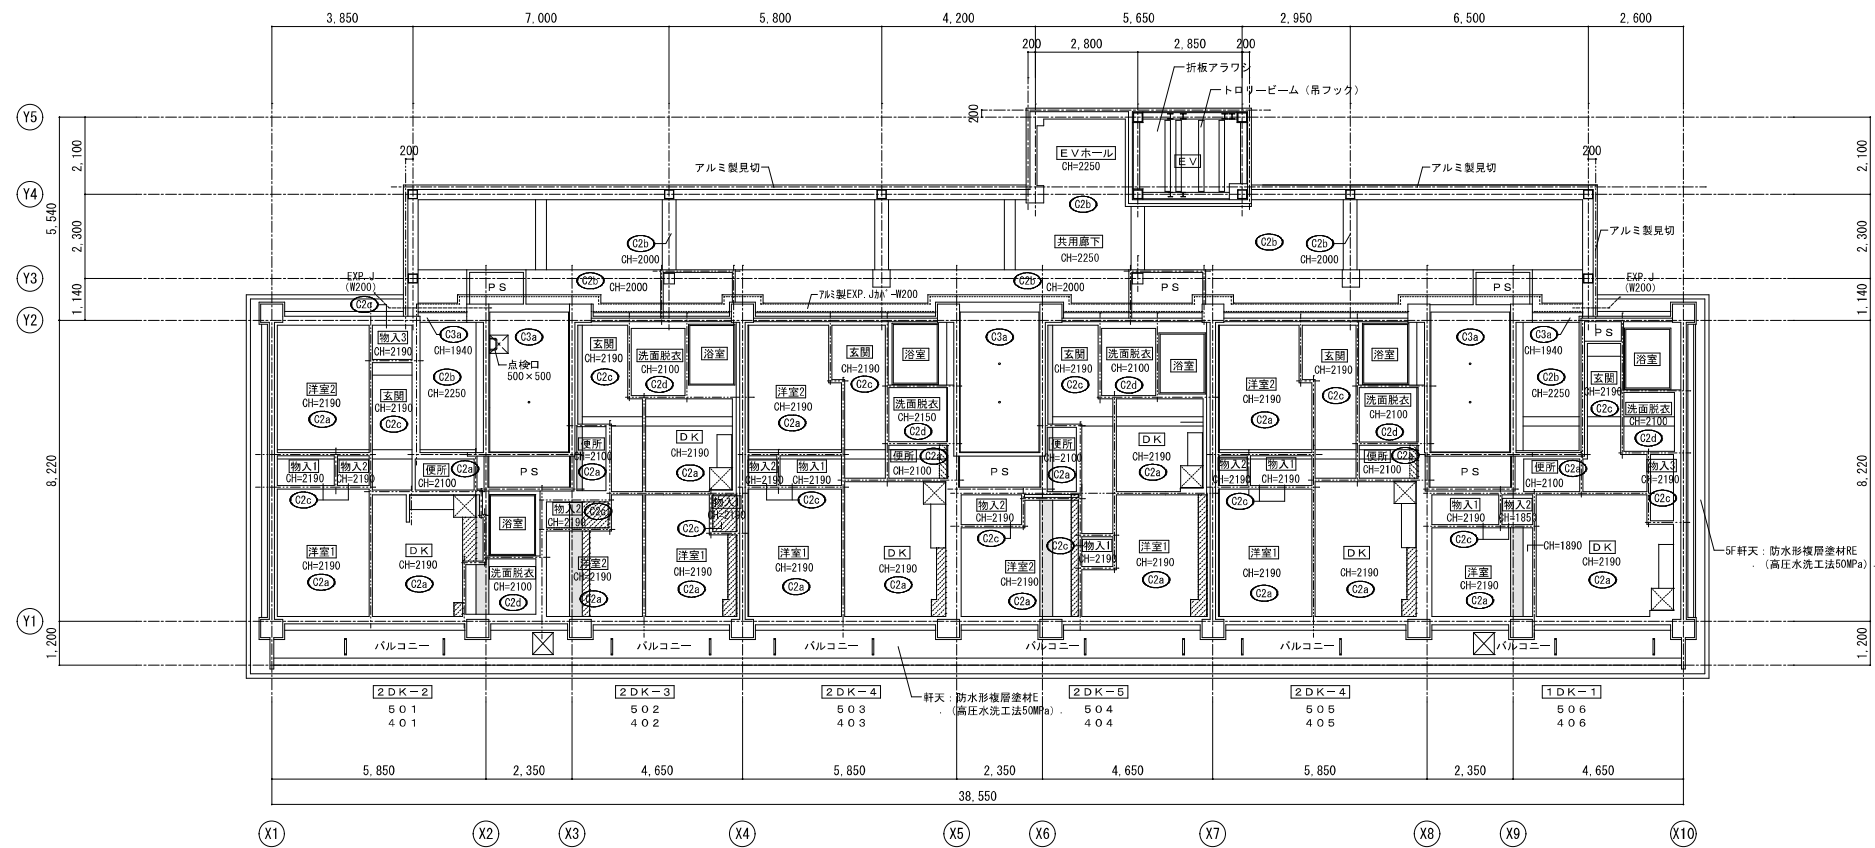 3,850 7,000 5,800 4,200 5,650 2,950 6,500 2,600
200 2,800 2,850 200
折板アラワシ
トロリービーム（吊フック）
200
Y5
Y4
Y3
Y2
Y1
2,100
2,300
1,140
5,540
8,220
1,200
2,100
2,300
1,140
8,220
1,200
200
200
アルミ製見切
アルミ製見切
アルミ製見切
EVホール
CH=2250
EV
C2b
共用廊下
CH=2250
C2b
CH=2000
C2b
C2b
CH=2000
C2b
CH=2000
C2b
CH=2000
EXP.J
(W200)
EXP.J
(W200)
アルミ製EXP.Jカバ-W200
PS
PS
PS
物入3
CH=2190
C3a
CH=1940
C2b
CH=2250
C3a
点検口
500×500
洋室2
CH=2190
C2a
玄関
CH=2190
C2c
物入1
CH=2190
物入2
CH=2190
C2c
便所
CH=2100
C2a
PS
浴室
洗面脱衣
CH=2100
C2d
洋室1
CH=2190
C2a
DK
CH=2190
C2a
玄関
CH=2190
C2c
洗面脱衣
CH=2100
C2d
浴室
便所
CH=2100
C2a
DK
CH=2190
C2a
物入2
CH=2190
C2c
洋室2
CH=2190
C2a
洋室1
CH=2190
C2a
C2c
洋室2
CH=2190
C2a
玄関
CH=2190
C2c
浴室
洗面脱衣
CH=2150
C2d
便所
CH=2100
C2a
物入2
CH=2190
物入1
CH=2190
C2c
洋室1
CH=2190
C2a
DK
CH=2190
C2a
C3a
PS
玄関
CH=2190
C2c
洗面脱衣
CH=2100
C2d
浴室
便所
CH=2100
C2a
DK
CH=2190
C2a
物入2
CH=2190
C2c
洋室2
CH=2190
C2a
C2c
物入1
CH=2190
洋室1
CH=2190
C2a
洋室2
CH=2190
C2a
玄関
CH=2190
C2c
浴室
洗面脱衣
CH=2100
C2d
便所
CH=2100
C2a
物入2
CH=2190
物入1
CH=2190
C2c
洋室1
CH=2190
C2a
DK
CH=2190
C2a
C3a
PS
C3a
CH=1940
C2b
CH=2250
PS
玄関
CH=2190
C2c
浴室
洗面脱衣
CH=2100
C2d
便所
CH=2100
C2a
物入3
CH=2190
C2c
物入1
CH=2190
物入2
CH=1850
C2c
CH=1890
洋室
CH=2190
C2a
DK
CH=2190
C2a
5F軒天：防水形複層塗材RE
（高圧水洗工法50MPa）
バルコニー バルコニー バルコニー バルコニー バルコニー バルコニー
軒天：防水形複層塗材E
（高圧水洗工法50MPa）
2DK-2
501
401
2DK-3
502
402
2DK-4
503
403
2DK-5
504
404
2DK-4
505
405
1DK-1
506
406
5,850 2,350 4,650 5,850 2,350 4,650 5,850 2,350 4,650
38,550
X1 X2 X3 X4 X5 X6 X7 X8 X9 X10